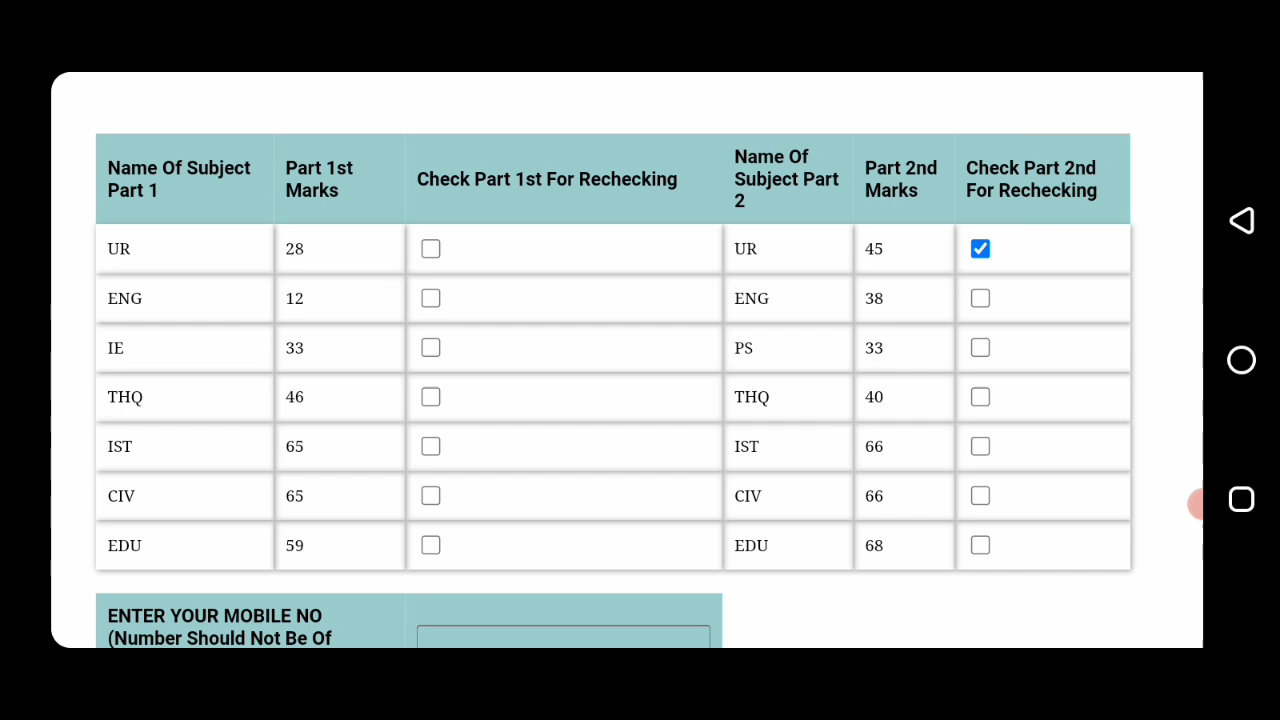 Name Of Subject Part 1 Part 1st Marks Check Part 1st For Rechecking Name Of Subject Part 2 Part 2nd Marks Check Part 2nd For Rechecking
UR 28 UR 45
ENG 12 ENG 38
IE 33 PS 33
THQ 46 THQ 40
IST 65 IST 66
CIV 65 CIV 66
EDU 59 EDU 68
ENTER YOUR MOBILE NO
(Number Should Not Be Of